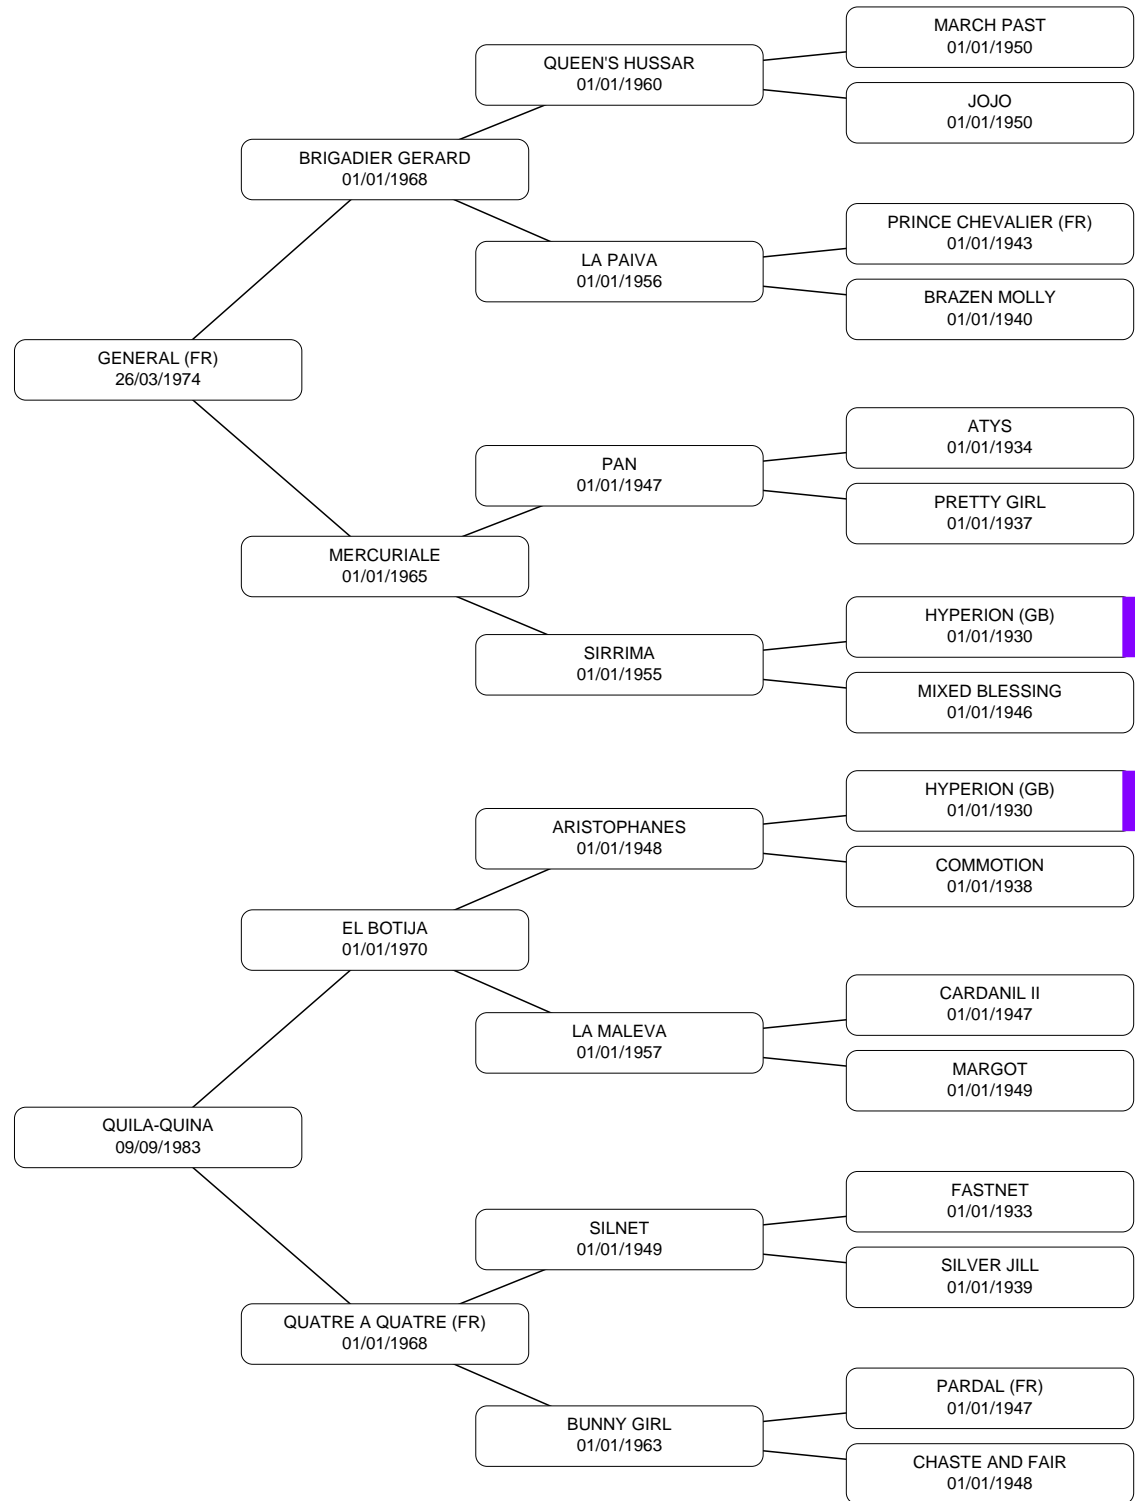 MARCH PAST
01/01/1950
QUEEN'S HUSSAR
01/01/1960
JOJO
01/01/1950
BRIGADIER GERARD
01/01/1968
PRINCE CHEVALIER (FR)
01/01/1943
LA PAIVA
01/01/1956
BRAZEN MOLLY
01/01/1940
GENERAL (FR)
26/03/1974
ATYS
01/01/1934
PAN
01/01/1947
PRETTY GIRL
01/01/1937
MERCURIALE
01/01/1965
HYPERION (GB)
01/01/1930
SIRRIMA
01/01/1955
MIXED BLESSING
01/01/1946
HYPERION (GB)
01/01/1930
ARISTOPHANES
01/01/1948
COMMOTION
01/01/1938
EL BOTIJA
01/01/1970
CARDANIL II
01/01/1947
LA MALEVA
01/01/1957
MARGOT
01/01/1949
QUILA-QUINA
09/09/1983
FASTNET
01/01/1933
SILNET
01/01/1949
SILVER JILL
01/01/1939
QUATRE A QUATRE (FR)
01/01/1968
PARDAL (FR)
01/01/1947
BUNNY GIRL
01/01/1963
CHASTE AND FAIR
01/01/1948